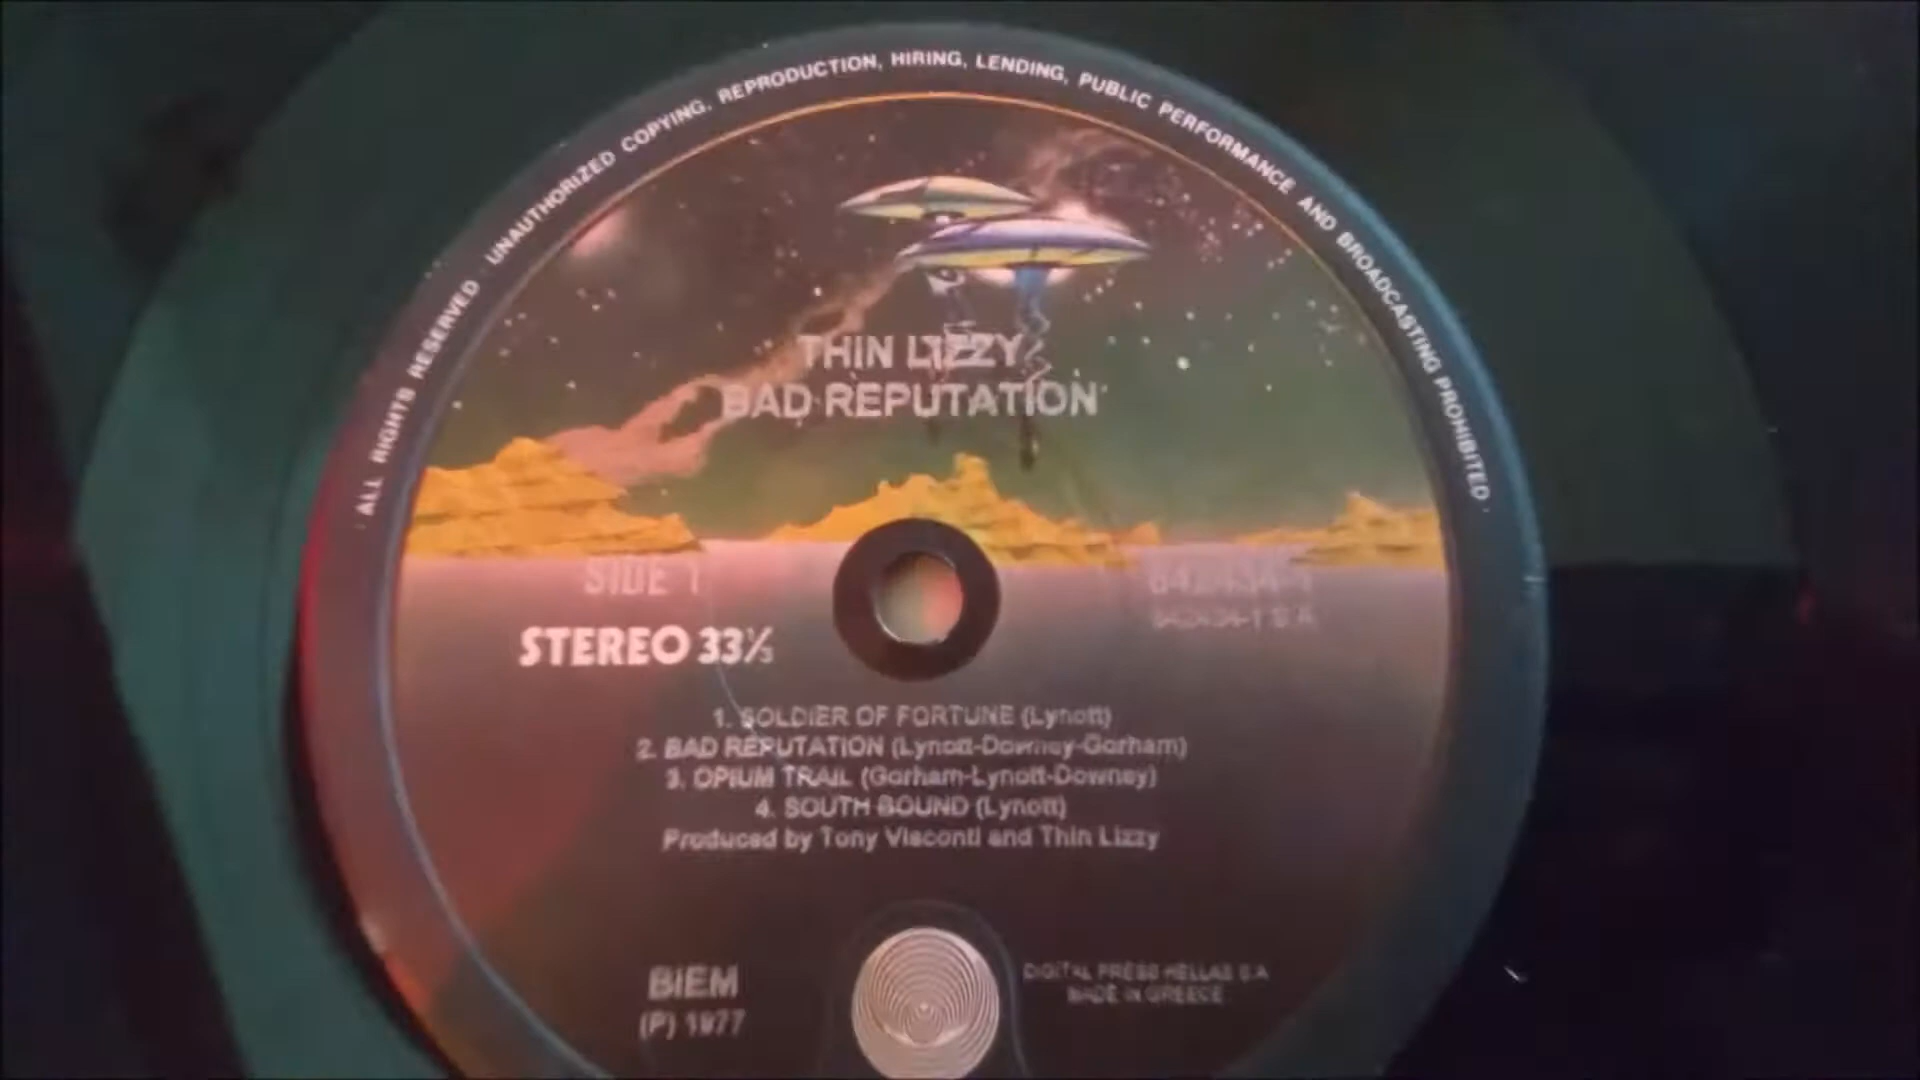 ALL RIGHTS RESERVED · UNAUTHORIZED COPYING, REPRODUCTION, HIRING, LENDING, PUBLIC PERFORMANCE AND BROADCASTING PROHIBITED ·
THIN LIZZY
BAD REPUTATION
SIDE 1
STEREO 33⅓
1. SOLDIER OF FORTUNE (Lynott)
2. BAD REPUTATION (Lynott-Downey-Gorham)
3. OPIUM TRAIL (Gorham-Lynott-Downey)
4. SOUTH BOUND (Lynott)
Produced by Tony Visconti and Thin Lizzy
BIEM
(P) 1977
DIGITAL PRESS HELLAS S.A
MADE IN GREECE